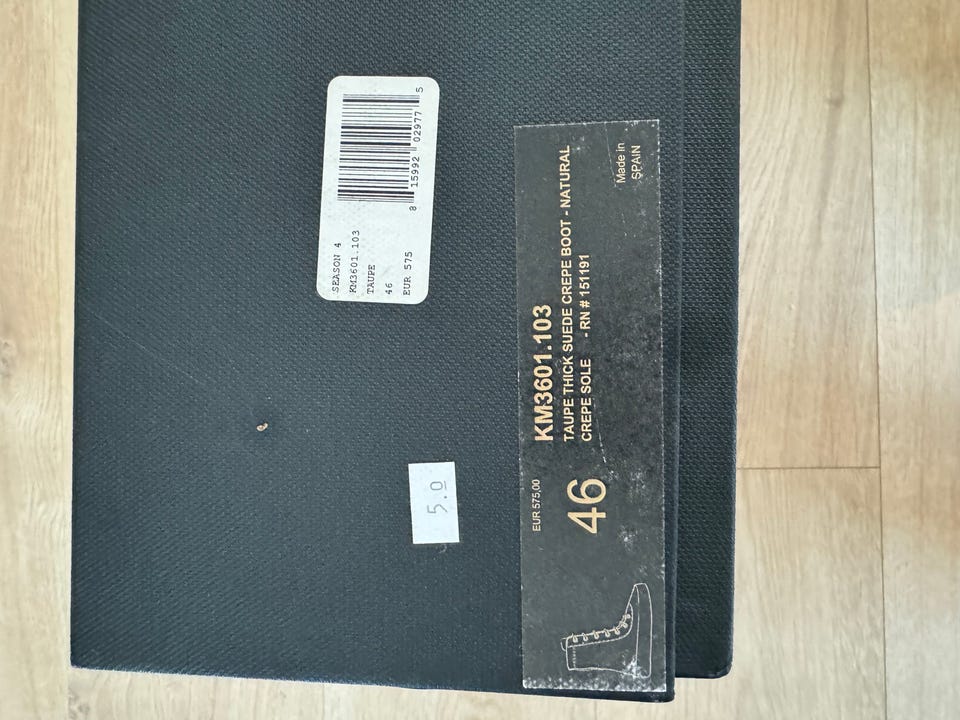 SEASON 4
KM3601.103
TAUPE
46
EUR 575
8 15992 02977 5
5.0
EUR 575,00
46
KM3601.103
TAUPE THICK SUEDE CREPE BOOT - NATURAL
CREPE SOLE - RN # 151191
Made in
SPAIN